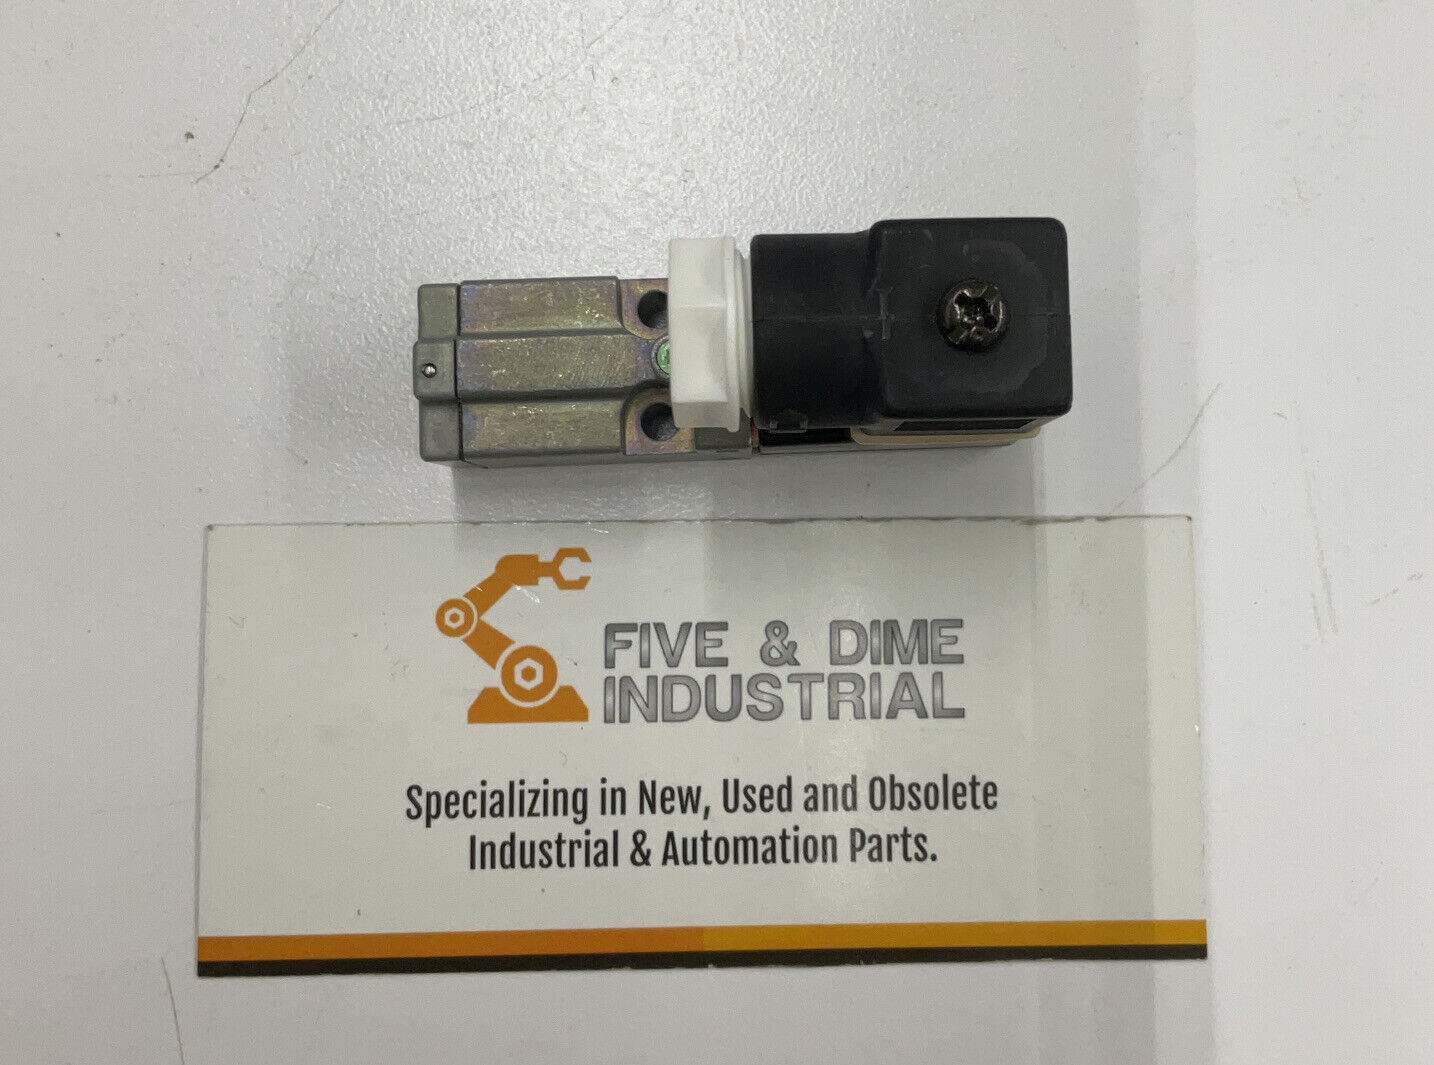 FIVE & DIME
INDUSTRIAL
Specializing in New, Used and Obsolete
Industrial & Automation Parts.